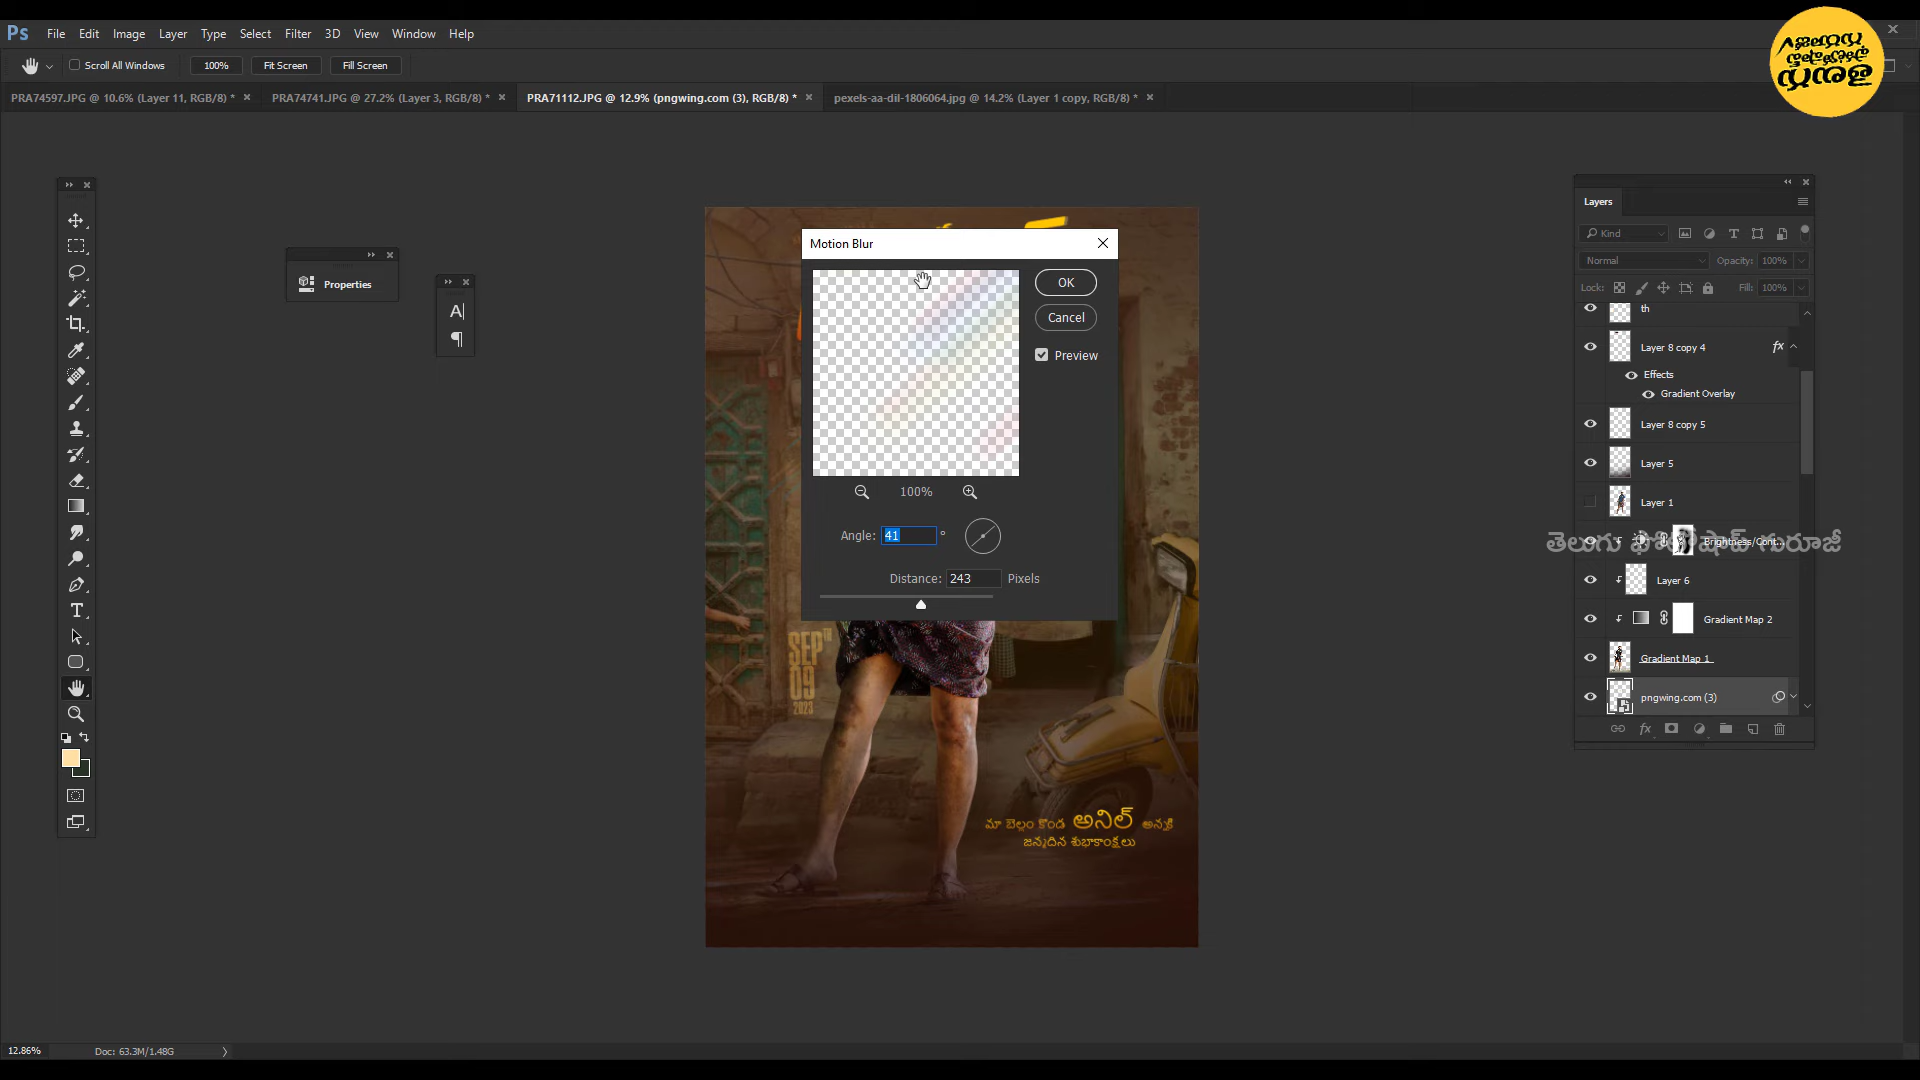 Ps File Edit Image Layer Type Select Filter 3D View Window Help
Scroll All Windows 100% Fit Screen Fill Screen
PRA74597.JPG @ 10.6% (Layer 11, RGB/8) * PRA74741.JPG @ 27.2% (Layer 3, RGB/8) * PRA71112.JPG @ 12.9% (pngwing.com (3), RGB/8) * pexels-aa-dil-1806064.jpg @ 14.2% (Layer 1 copy, RGB/8) *
Properties
Motion Blur
OK
Cancel
Preview
100%
Angle: 41 °
Distance: 243 Pixels
SEPTH
09
2023
మా బెల్లం కొండ అనిల్ అన్నకి
జన్మదిన శుభాకాంక్షలు
Layers
Kind
Normal Opacity: 100%
Lock: Fill: 100%
th
Layer 8 copy 4 fx
Effects
Gradient Overlay
Layer 8 copy 5
Layer 5
Layer 1
తెలుగు ఫోటోషాప్ గురూజీ
Brightness/Cont...
Layer 6
Gradient Map 2
Gradient Map 1
pngwing.com (3)
12.86% Doc: 63.3M/1.48G